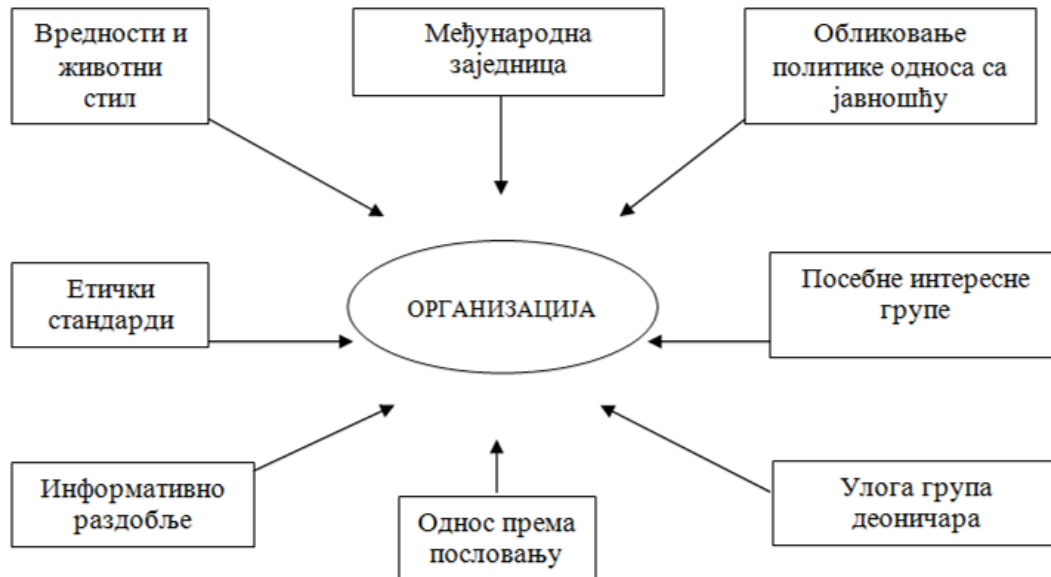 Вредности и
животни
стил
Међународна
заједница
Обликовање
политике односа са
јавношћу
Етички
стандарди
ОРГАНИЗАЦИЈА
Посебне интересне
групе
Информативно
раздобље
Однос према
пословању
Улога група
деоничара